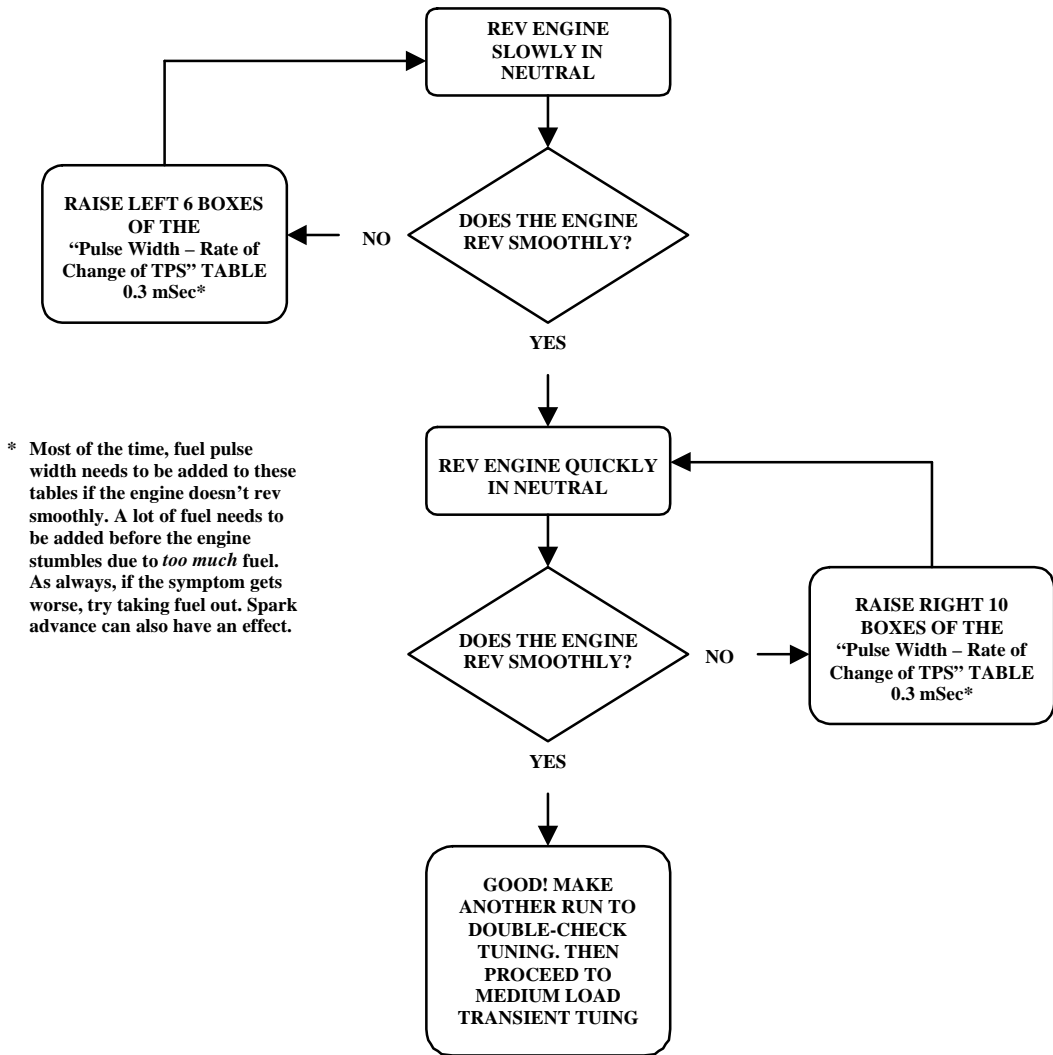 REV ENGINE
SLOWLY IN
NEUTRAL
DOES THE ENGINE
REV SMOOTHLY?
NO
RAISE LEFT 6 BOXES
OF THE
“Pulse Width – Rate of
Change of TPS” TABLE
0.3 mSec*
YES
REV ENGINE QUICKLY
IN NEUTRAL
DOES THE ENGINE
REV SMOOTHLY?
NO
RAISE RIGHT 10
BOXES OF THE
“Pulse Width – Rate of
Change of TPS” TABLE
0.3 mSec*
YES
GOOD! MAKE
ANOTHER RUN TO
DOUBLE-CHECK
TUNING. THEN
PROCEED TO
MEDIUM LOAD
TRANSIENT TUING
* Most of the time, fuel pulse
width needs to be added to these
tables if the engine doesn’t rev
smoothly. A lot of fuel needs to
be added before the engine
stumbles due to too much fuel.
As always, if the symptom gets
worse, try taking fuel out. Spark
advance can also have an effect.